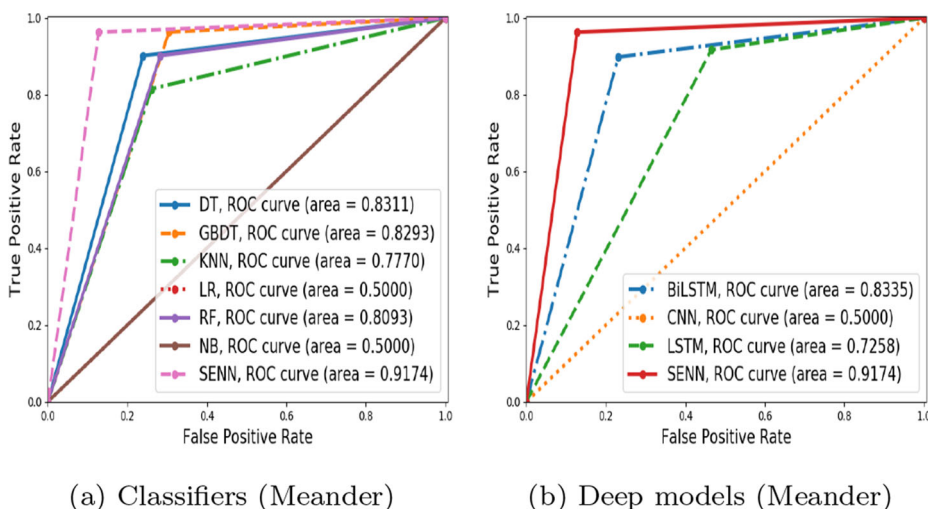 1.0
0.8
0.6
0.4
0.2
0.0
True Positive Rate
DT, ROC curve (area = 0.8311)
GBDT, ROC curve (area = 0.8293)
KNN, ROC curve (area = 0.7770)
LR, ROC curve (area = 0.5000)
RF, ROC curve (area = 0.8093)
NB, ROC curve (area = 0.5000)
SENN, ROC curve (area = 0.9174)
0.0 0.2 0.4 0.6 0.8 1.0
False Positive Rate
(a) Classifiers (Meander)
1.0
0.8
0.6
0.4
0.2
0.0
True Positive Rate
BiLSTM, ROC curve (area = 0.8335)
CNN, ROC curve (area = 0.5000)
LSTM, ROC curve (area = 0.7258)
SENN, ROC curve (area = 0.9174)
0.0 0.2 0.4 0.6 0.8 1.0
False Positive Rate
(b) Deep models (Meander)